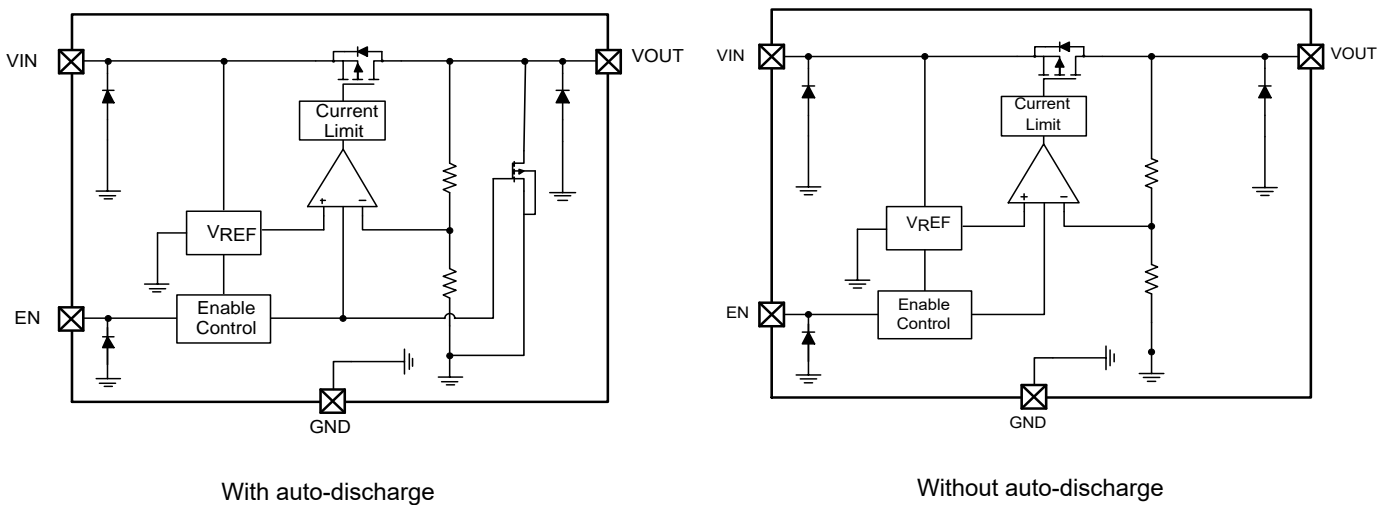 VIN
VOUT
Current
Limit
+
−
VREF
EN
Enable
Control
GND
With auto-discharge
VIN
VOUT
Current
Limit
+
−
VREF
EN
Enable
Control
GND
Without auto-discharge